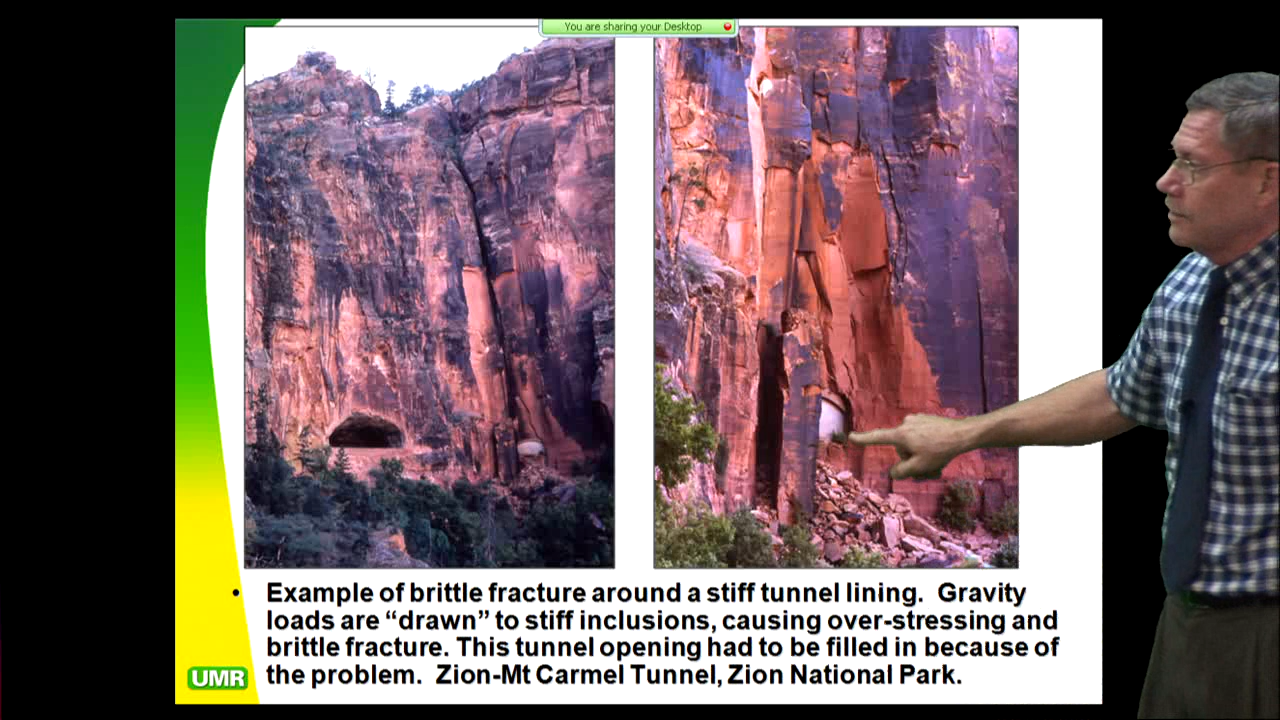 You are sharing your Desktop
• Example of brittle fracture around a stiff tunnel lining. Gravity
loads are “drawn” to stiff inclusions, causing over-stressing and
brittle fracture. This tunnel opening had to be filled in because of
the problem. Zion-Mt Carmel Tunnel, Zion National Park.
UMR